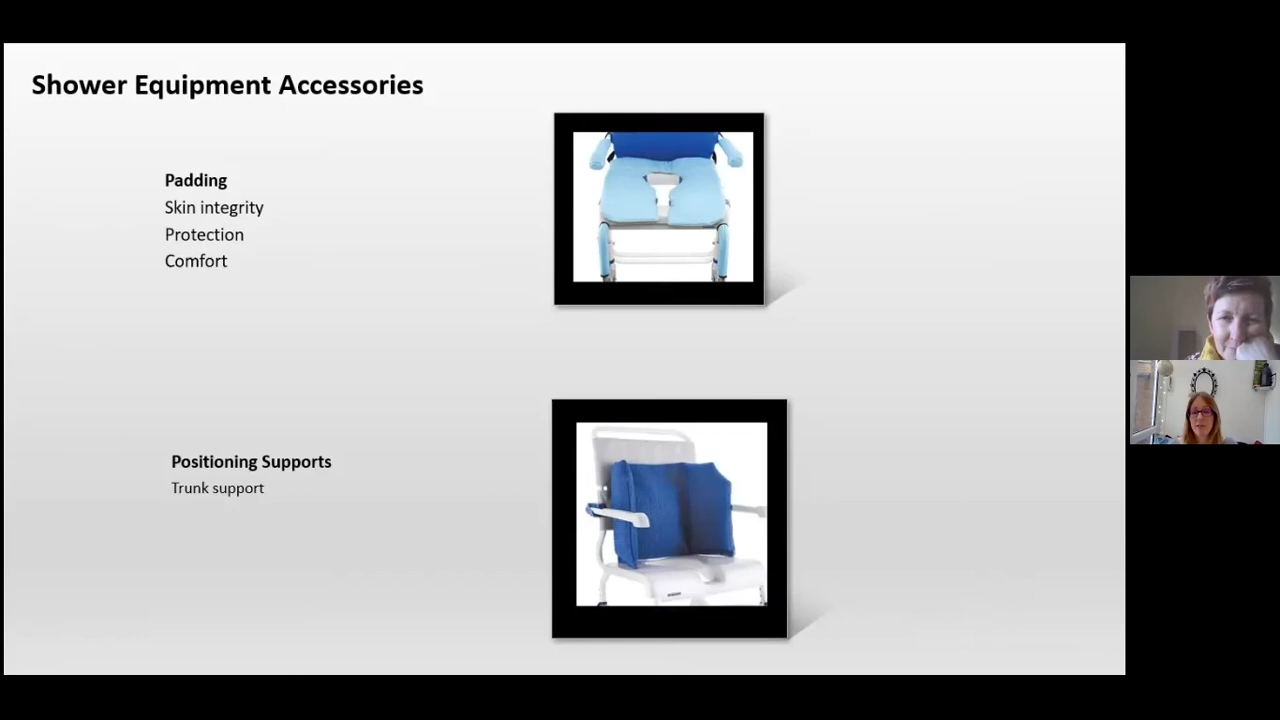 Shower Equipment Accessories
Padding
Skin integrity
Protection
Comfort
Positioning Supports
Trunk support